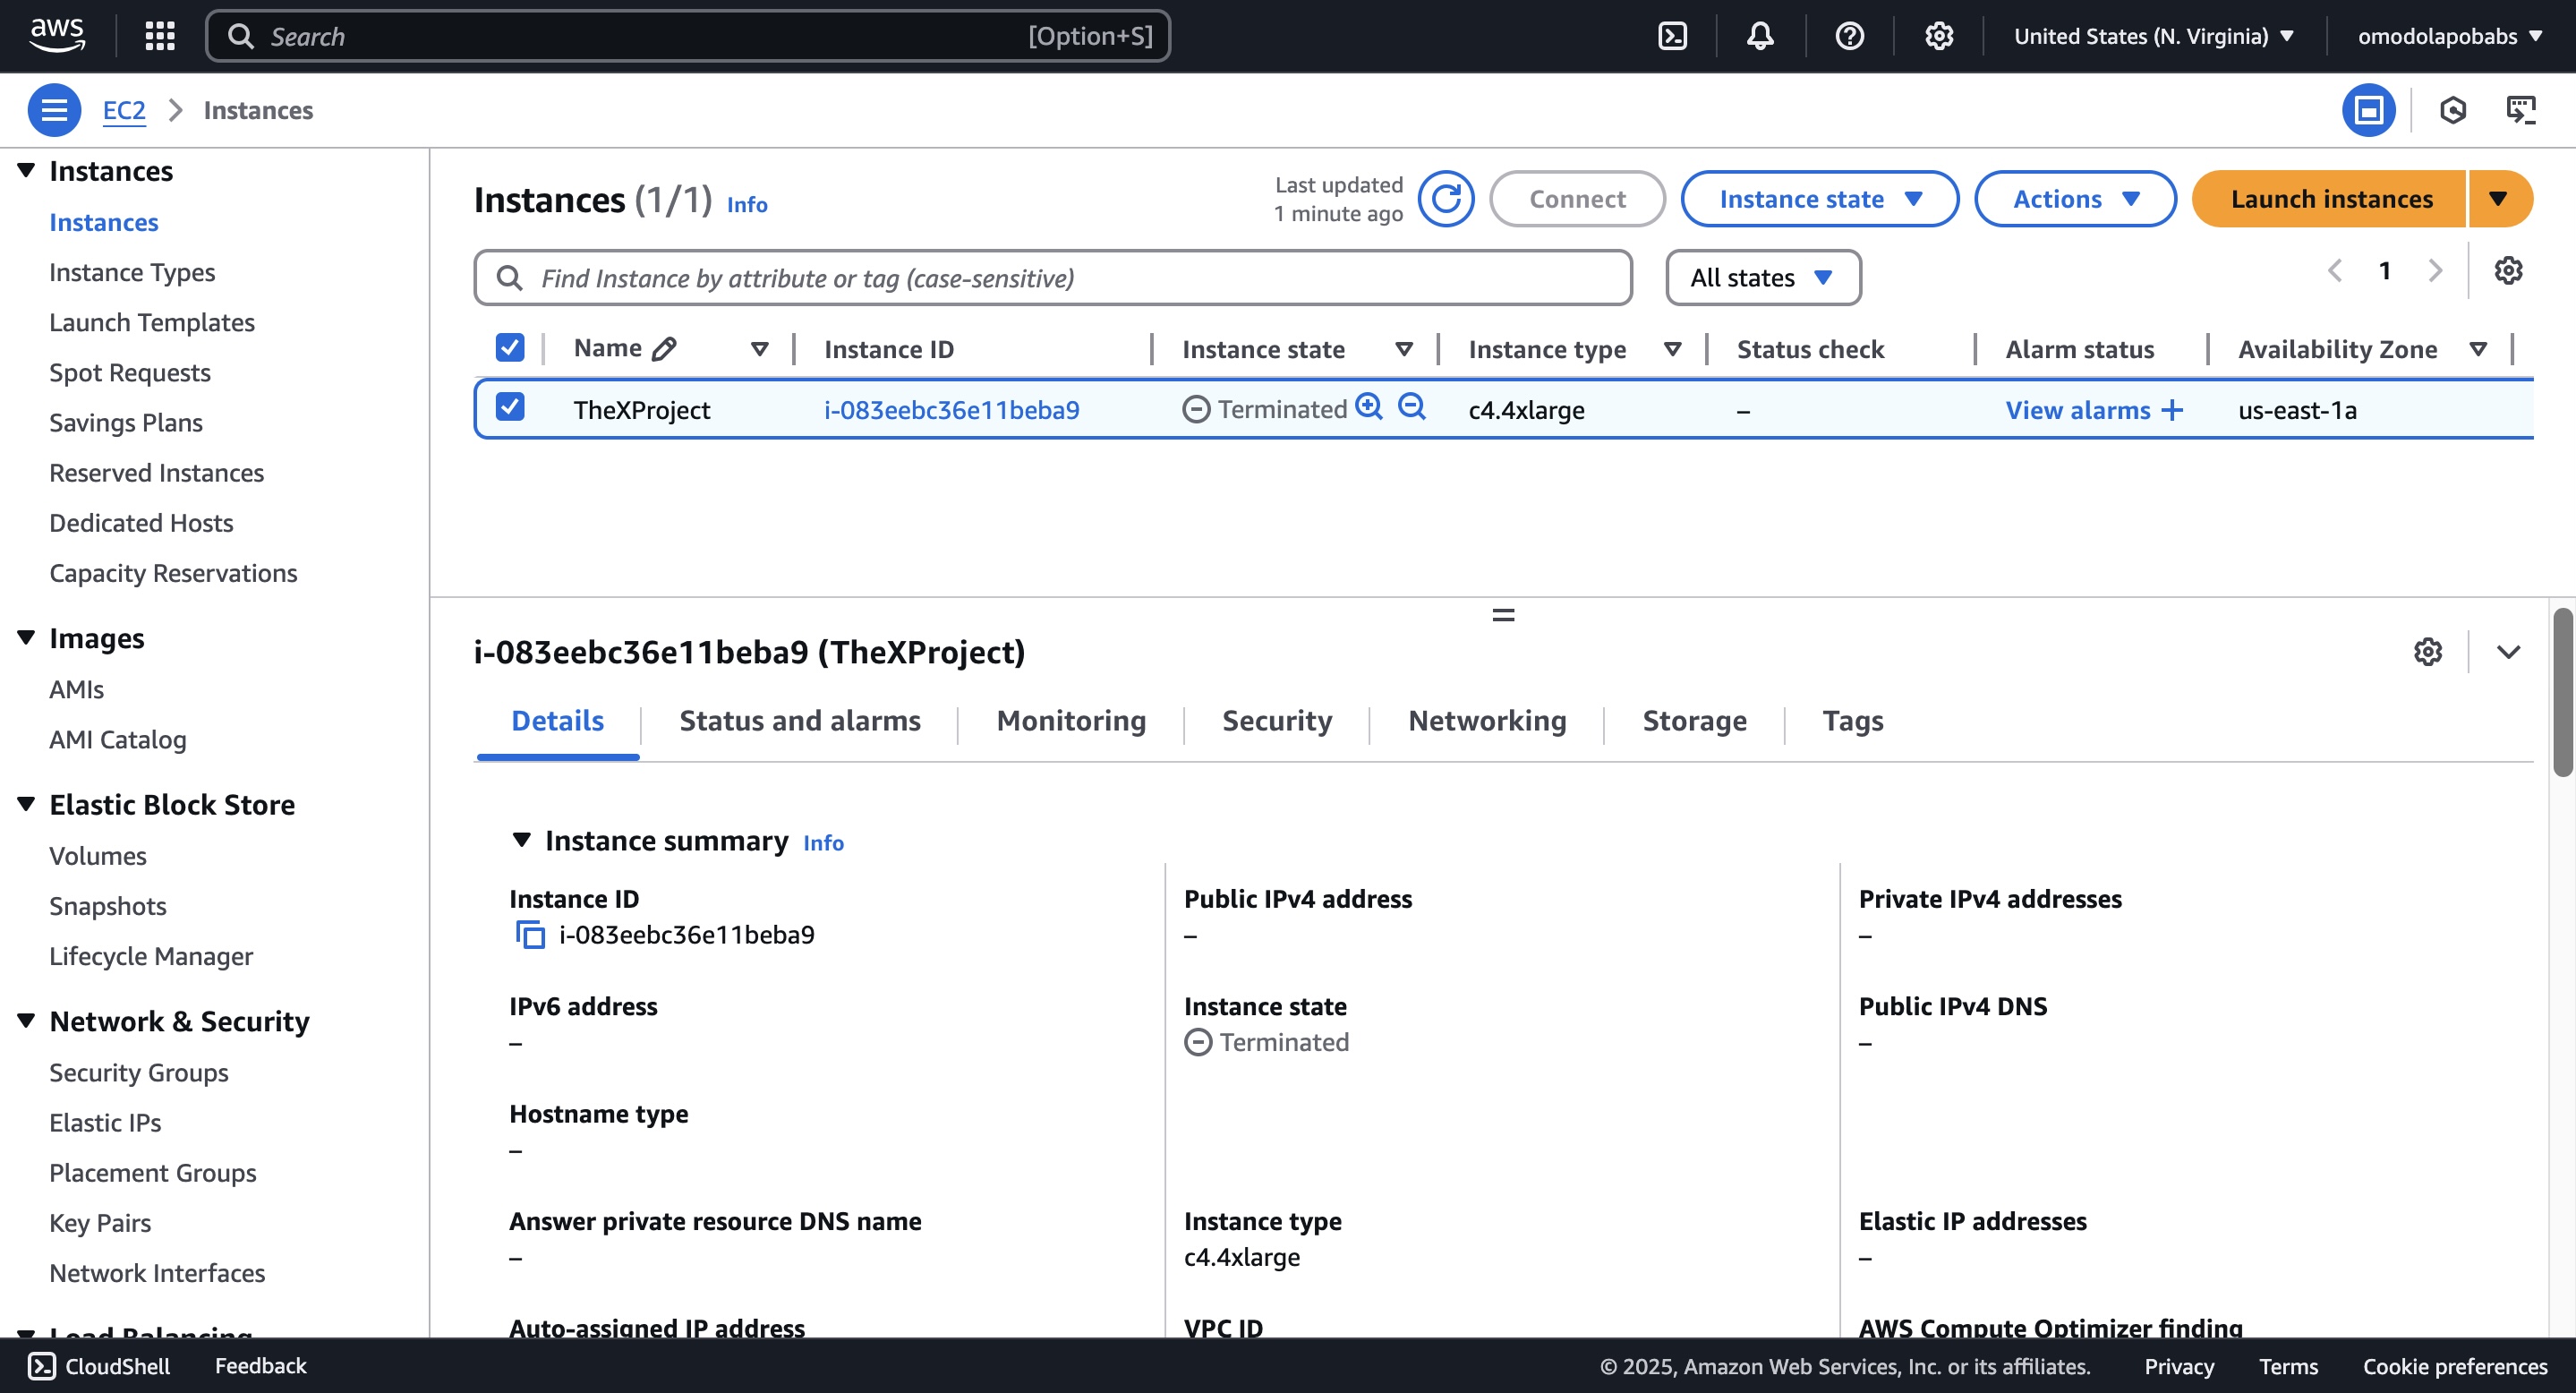 aws
Search [Option+S]
United States (N. Virginia)
omodolapobabs
EC2 Instances
Instances
Instances
Instance Types
Launch Templates
Spot Requests
Savings Plans
Reserved Instances
Dedicated Hosts
Capacity Reservations
Images
AMIs
AMI Catalog
Elastic Block Store
Volumes
Snapshots
Lifecycle Manager
Network & Security
Security Groups
Elastic IPs
Placement Groups
Key Pairs
Network Interfaces
Load Balancing
Instances (1/1) Info
Last updated
1 minute ago
Connect
Instance state
Actions
Launch instances
Find Instance by attribute or tag (case-sensitive)
All states
1
Name Instance ID Instance state Instance type Status check Alarm status Availability Zone
TheXProject i-083eebc36e11beba9 Terminated c4.4xlarge – View alarms + us-east-1a
i-083eebc36e11beba9 (TheXProject)
Details Status and alarms Monitoring Security Networking Storage Tags
Instance summary Info
Instance ID
i-083eebc36e11beba9
Public IPv4 address
–
Private IPv4 addresses
–
IPv6 address
–
Instance state
Terminated
Public IPv4 DNS
–
Hostname type
–
Answer private resource DNS name
–
Instance type
c4.4xlarge
Elastic IP addresses
–
Auto-assigned IP address
VPC ID
AWS Compute Optimizer finding
CloudShell Feedback
© 2025, Amazon Web Services, Inc. or its affiliates. Privacy Terms Cookie preferences